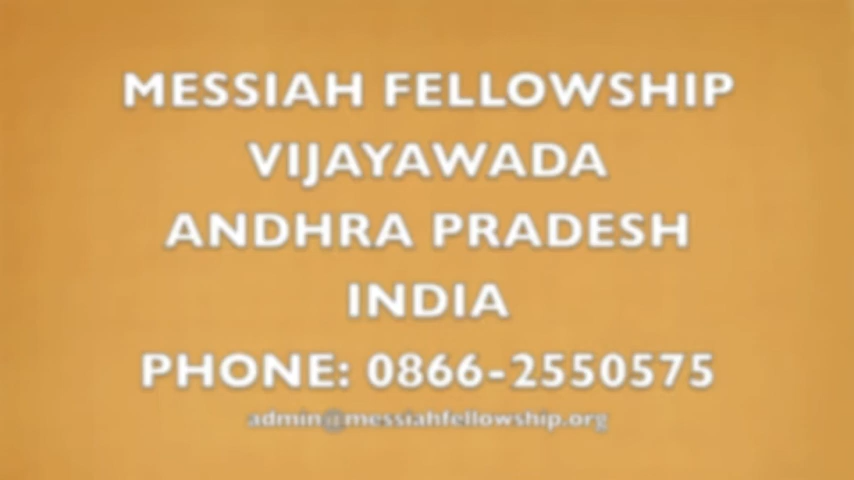 MESSIAH FELLOWSHIP
VIJAYAWADA
ANDHRA PRADESH
INDIA
PHONE: 0866-2550575
admin@messiahfellowship.org